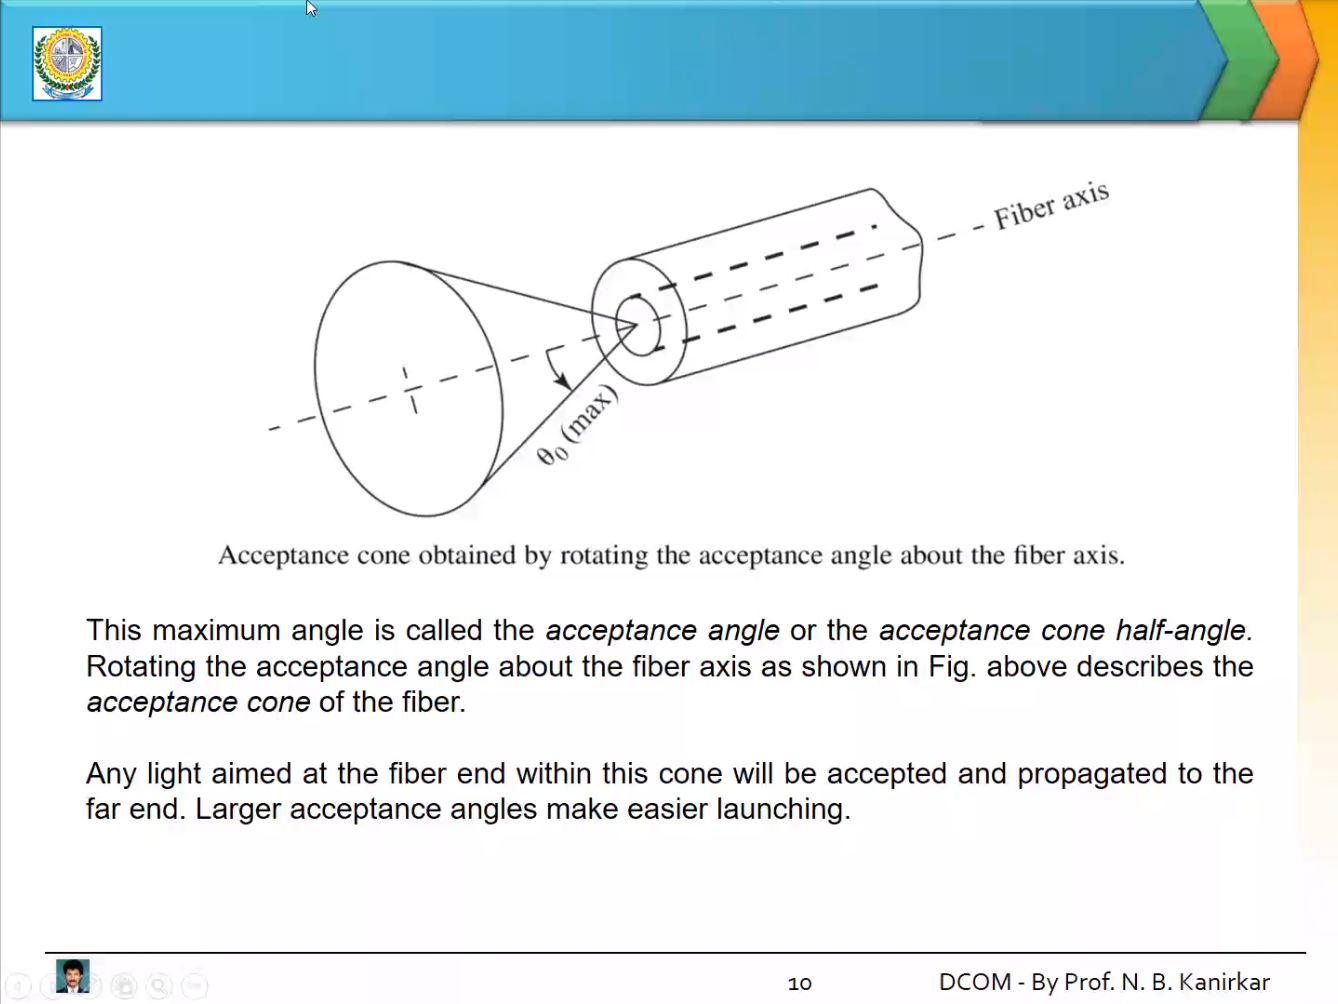 Fiber axis
θ0 (max)
Acceptance cone obtained by rotating the acceptance angle about the fiber axis.
This maximum angle is called the acceptance angle or the acceptance cone half-angle.
Rotating the acceptance angle about the fiber axis as shown in Fig. above describes the
acceptance cone of the fiber.
Any light aimed at the fiber end within this cone will be accepted and propagated to the
far end. Larger acceptance angles make easier launching.
10
DCOM - By Prof. N. B. Kanirkar